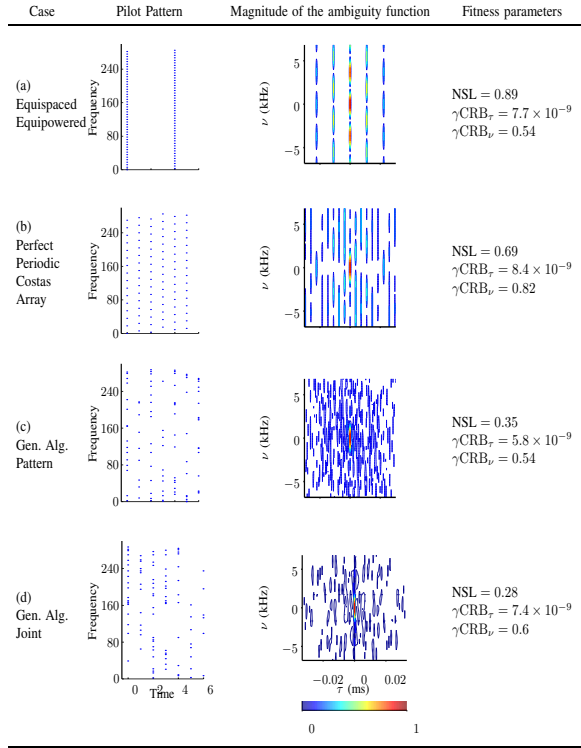 Case Pilot Pattern Magnitude of the ambiguity function Fitness parameters
(a)
Equispaced
Equipowered
Frequency
240
160
80
0
ν (kHz)
5
0
−5
NSL = 0.89
γCRBτ = 7.7 × 10⁻⁹
γCRBν = 0.54
(b)
Perfect
Periodic
Costas
Array
Frequency
240
160
80
0
ν (kHz)
5
0
−5
NSL = 0.69
γCRBτ = 8.4 × 10⁻⁹
γCRBν = 0.82
(c)
Gen. Alg.
Pattern
Frequency
240
160
80
0
ν (kHz)
5
0
−5
NSL = 0.35
γCRBτ = 5.8 × 10⁻⁹
γCRBν = 0.54
(d)
Gen. Alg.
Joint
Frequency
240
160
80
0
0 2 4 6
Time
ν (kHz)
5
0
−5
−0.02 0.02
τ (ms)
0 1
NSL = 0.28
γCRBτ = 7.4 × 10⁻⁹
γCRBν = 0.6